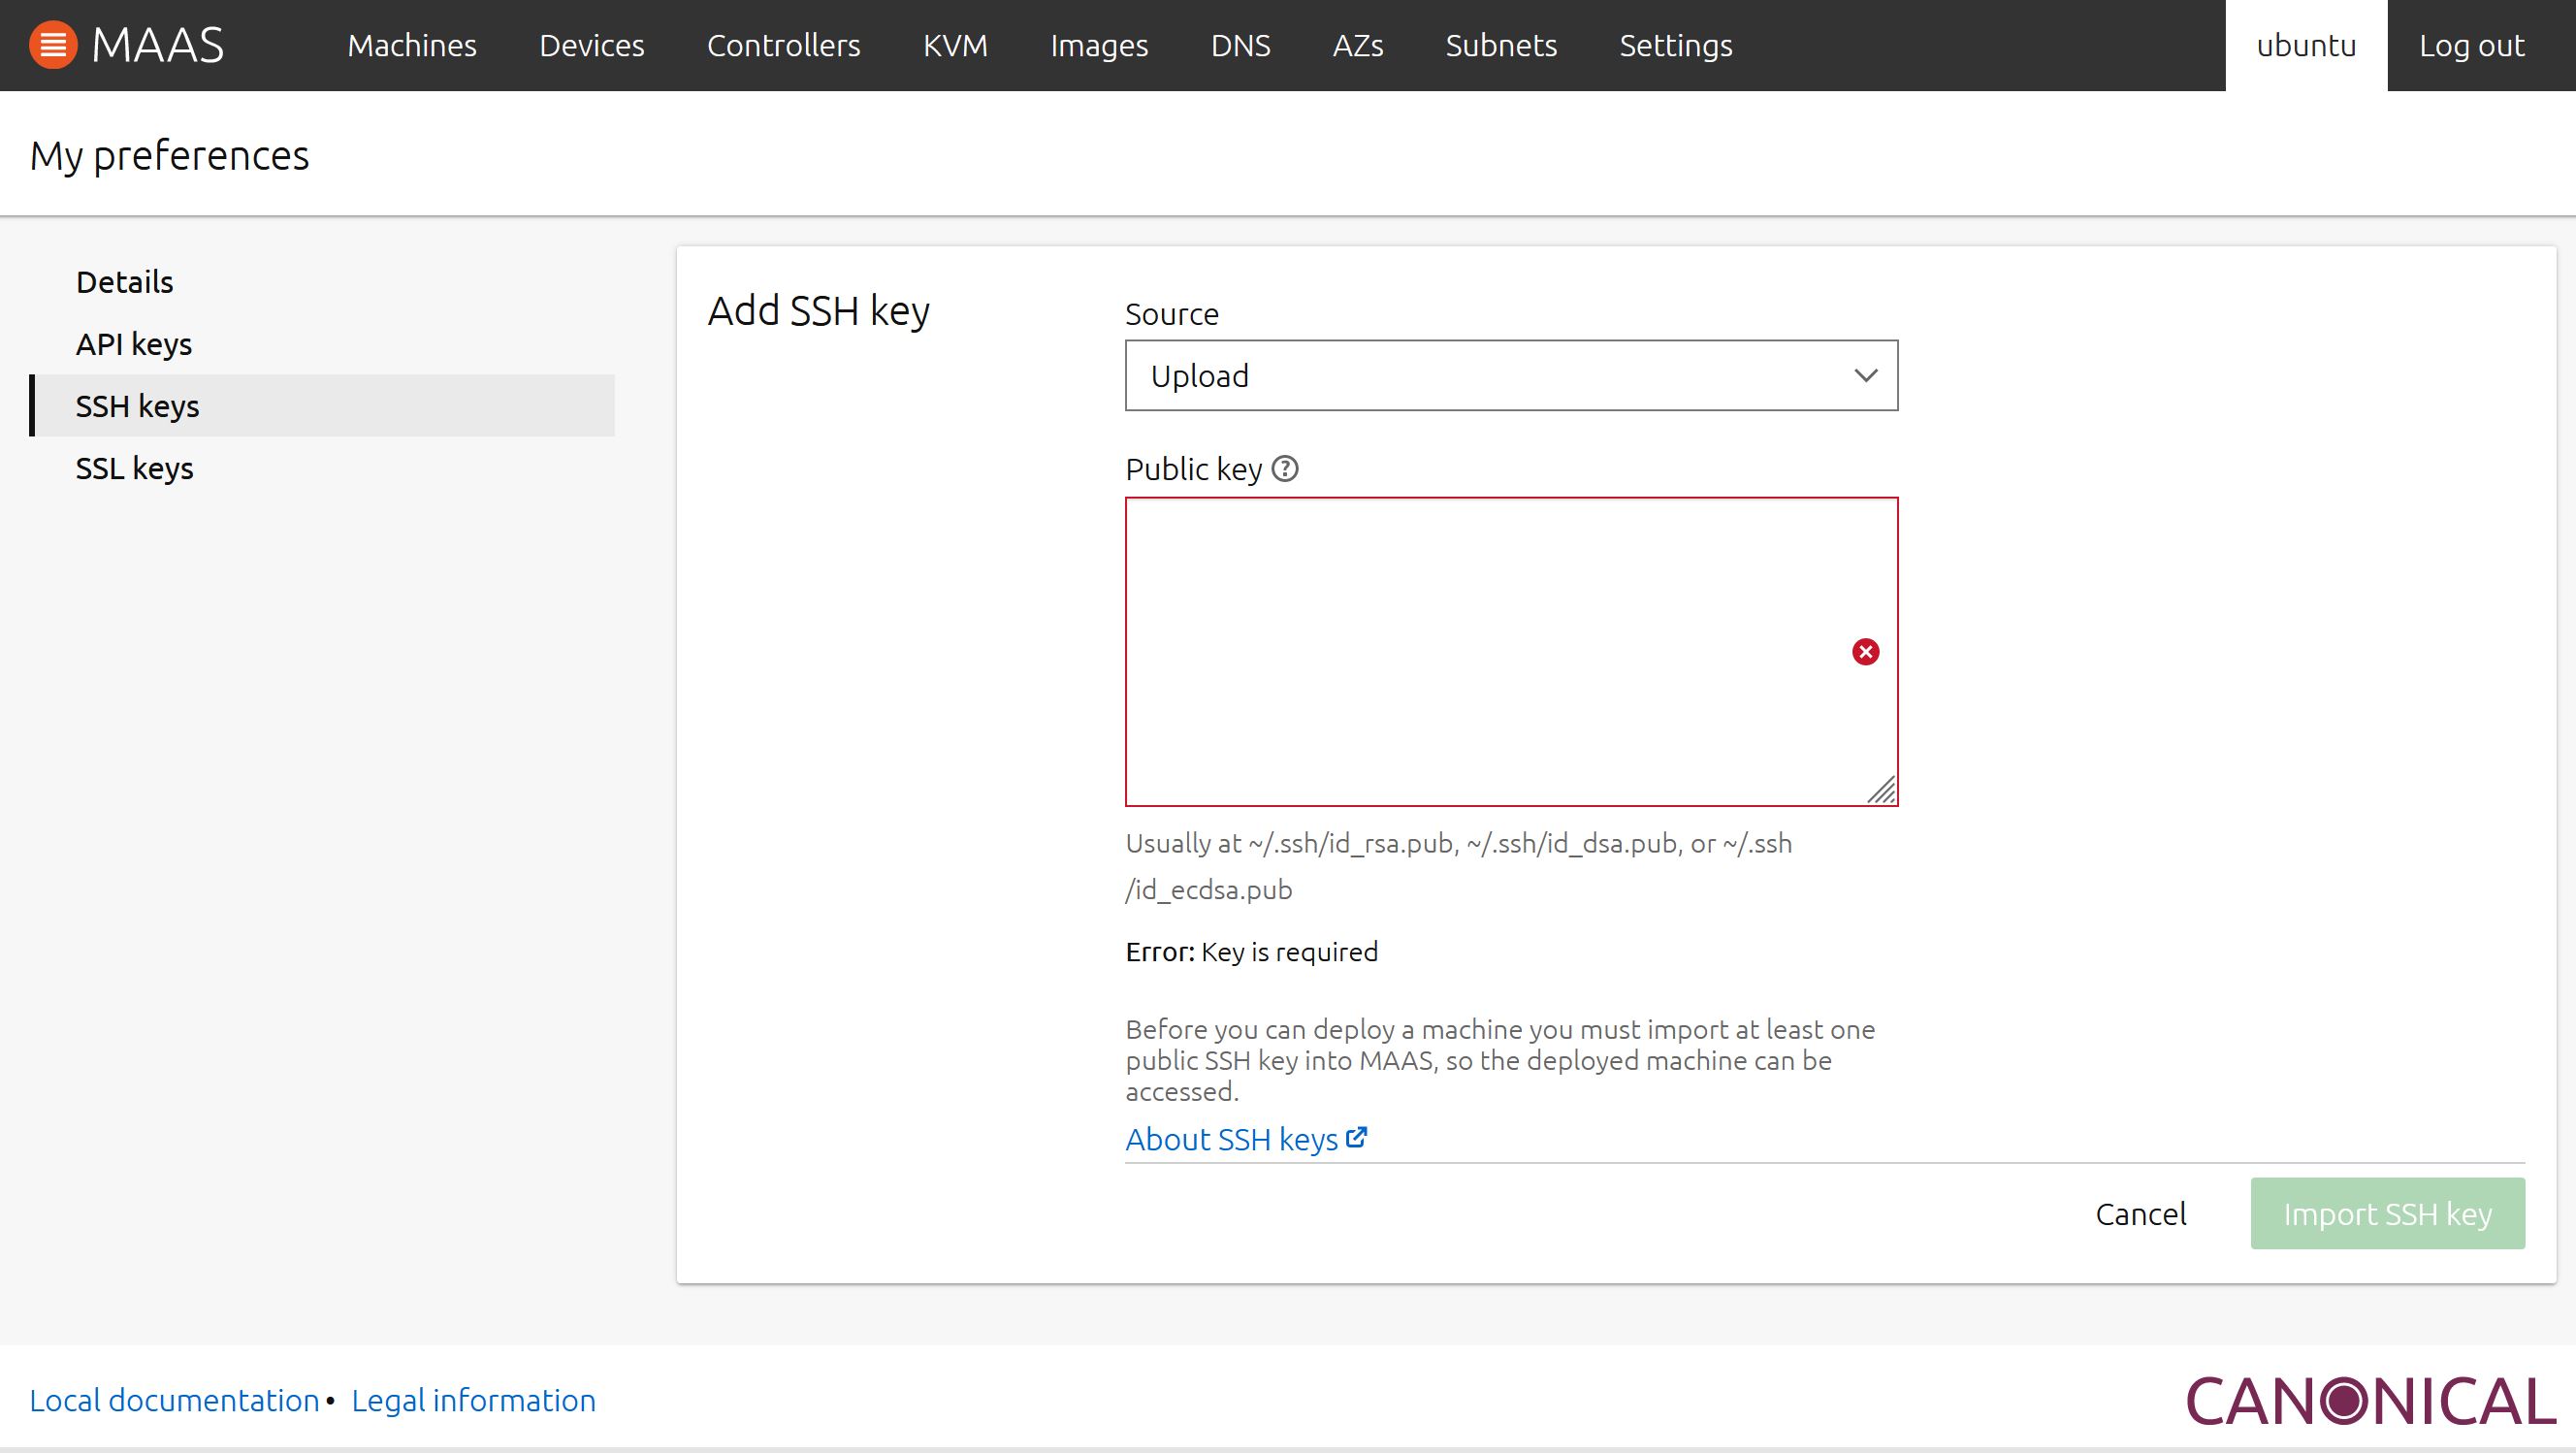 MAAS Machines Devices Controllers KVM Images DNS AZs Subnets Settings ubuntu Log out
My preferences
Details
API keys
SSH keys
SSL keys
Add SSH key
Source
Upload
Public key
Usually at ~/.ssh/id_rsa.pub, ~/.ssh/id_dsa.pub, or ~/.ssh
/id_ecdsa.pub
Error: Key is required
Before you can deploy a machine you must import at least one
public SSH key into MAAS, so the deployed machine can be
accessed.
About SSH keys
Cancel Import SSH key
Local documentation • Legal information
CANONICAL